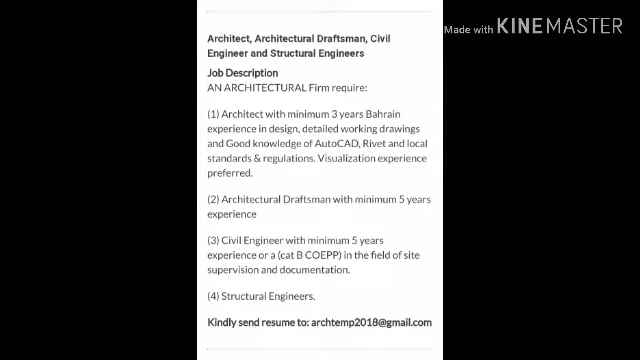 Made with KINEMASTER
Architect, Architectural Draftsman, Civil
Engineer and Structural Engineers
Job Description
AN ARCHITECTURAL Firm require:
(1) Architect with minimum 3 years Bahrain
experience in design, detailed working drawings
and Good knowledge of AutoCAD, Rivet and local
standards & regulations. Visualization experience
preferred.
(2) Architectural Draftsman with minimum 5 years
experience
(3) Civil Engineer with minimum 5 years
experience or a (cat B COEPP) in the field of site
supervision and documentation.
(4) Structural Engineers.
Kindly send resume to: archtemp2018@gmail.com